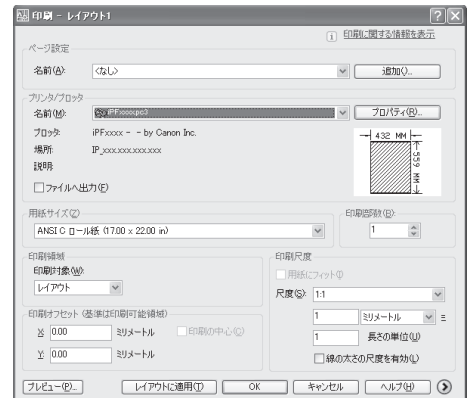 印刷 - レイアウト1
印刷に関する情報を表示
ページ設定
名前(A): <なし> 追加()...
プリンタ/プロッタ
名前(M): iPFxxxx.pc3 プロパティ(R)...
プロッタ: iPFxxxx - - by Canon Inc.
場所: IP_xxx.xxx.xxx.xxx
説明:
432 MM
559 MM
ファイルへ出力(F)
用紙サイズ(Z) 印刷部数(B):
ANSI C ロール紙 (17.00 x 22.00 in) 1
印刷領域 印刷尺度
印刷対象(W): 用紙にフィット(I)
レイアウト 尺度(S): 1:1
印刷オフセット (基準は印刷可能領域) 1 ミリメートル =
X: 0.00 ミリメートル 印刷の中心(C) 1 長さの単位(U)
Y: 0.00 ミリメートル 線の太さの尺度を有効(L)
プレビュー(P)... レイアウトに適用(T) OK キャンセル ヘルプ(H)